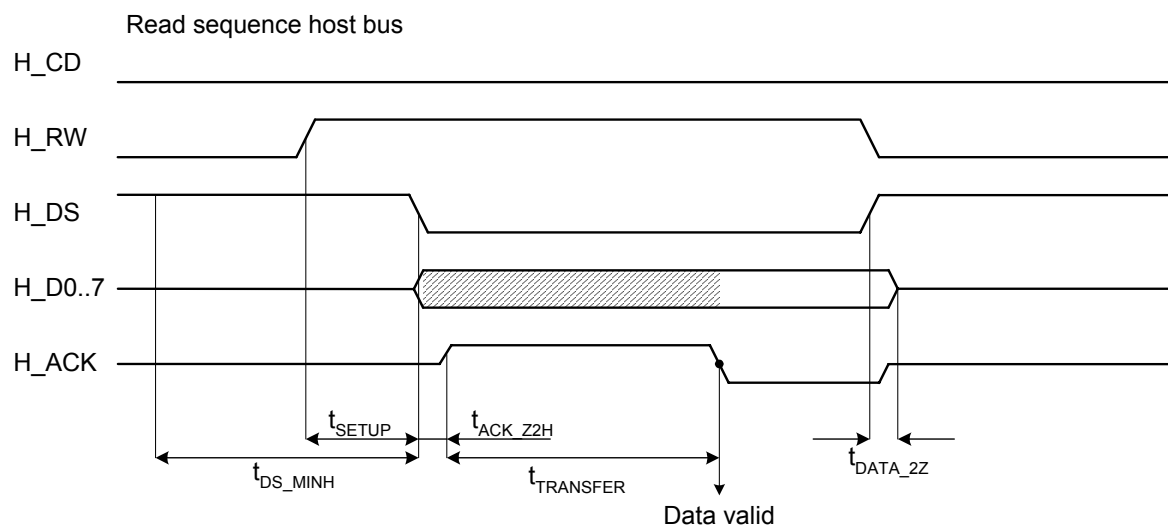 Read sequence host bus
H_CD
H_RW
H_DS
H_D0..7
H_ACK
tSETUP
tACK_Z2H
tDS_MINH
tTRANSFER
tDATA_2Z
Data valid